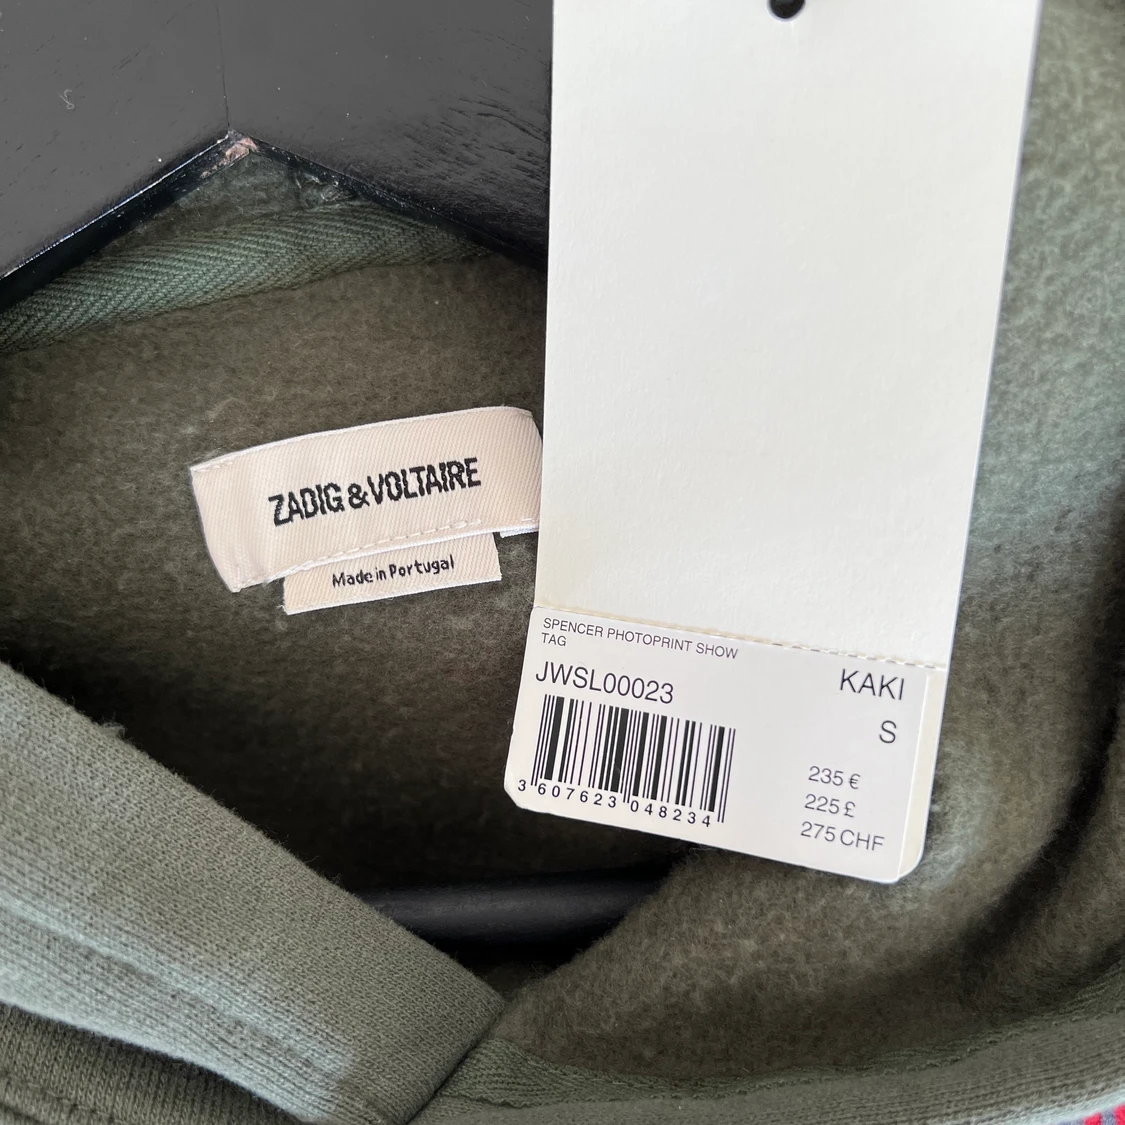 ZADIG & VOLTAIRE
Made in Portugal
SPENCER PHOTOPRINT SHOW
TAG
JWSL00023
KAKI
S
3 607623 048234
235 €
225 £
275 CHF